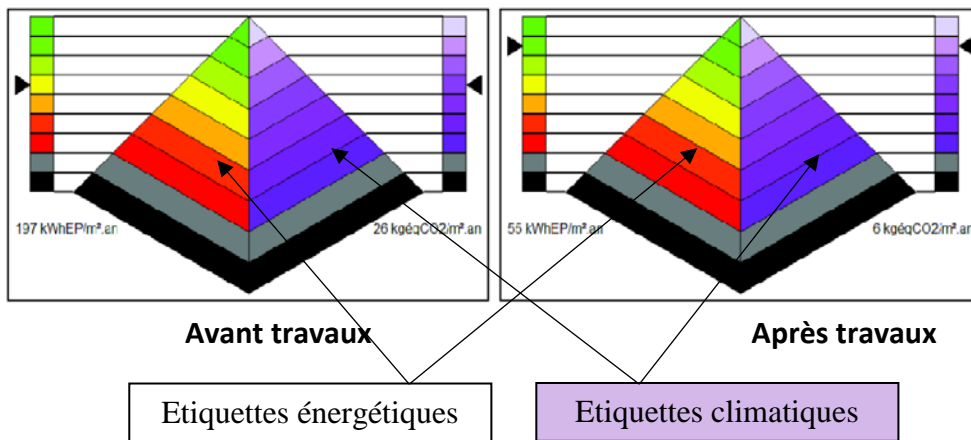 197 kWhEP/m².an
26 kgéqCO2/m².an
55 kWhEP/m².an
6 kgéqCO2/m².an
Avant travaux
Après travaux
Etiquettes énergétiques
Etiquettes climatiques